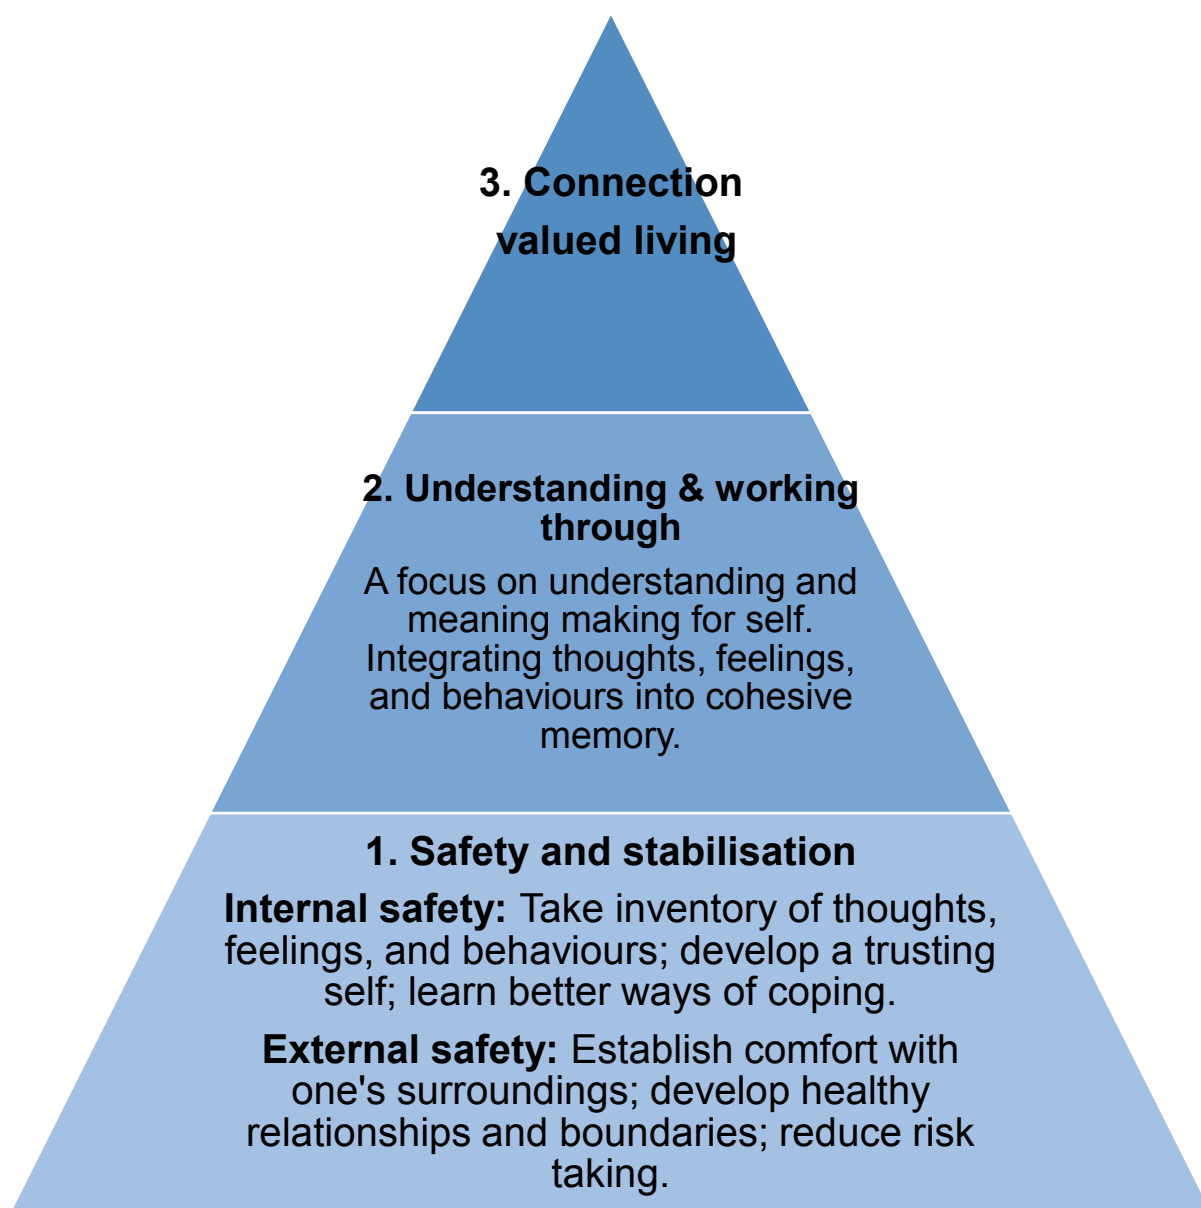 3. Connection
valued living
2. Understanding & working
through
A focus on understanding and
meaning making for self.
Integrating thoughts, feelings,
and behaviours into cohesive
memory.
1. Safety and stabilisation
Internal safety: Take inventory of thoughts,
feelings, and behaviours; develop a trusting
self; learn better ways of coping.
External safety: Establish comfort with
one's surroundings; develop healthy
relationships and boundaries; reduce risk
taking.